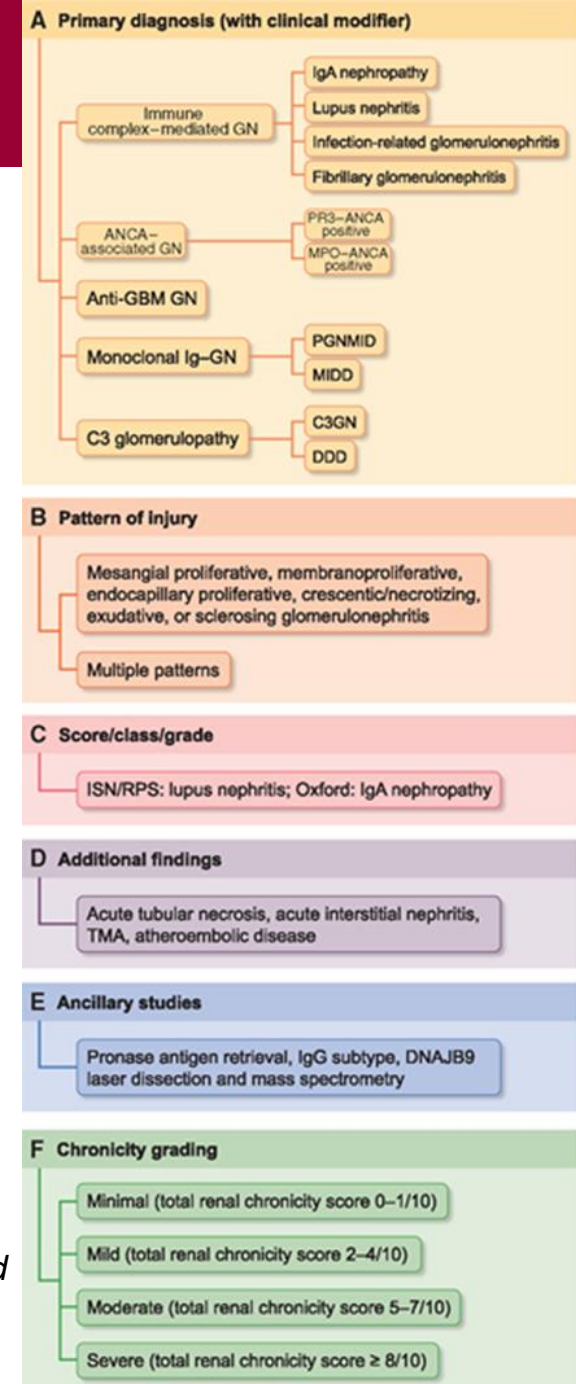 A Primary diagnosis (with clinical modifier)
Immune
complex–mediated GN
IgA nephropathy
Lupus nephritis
Infection-related glomerulonephritis
Fibrillary glomerulonephritis
ANCA–
associated GN
PR3–ANCA
positive
MPO–ANCA
positive
Anti-GBM GN
Monoclonal Ig–GN
PGNMID
MIDD
C3 glomerulopathy
C3GN
DDD
B Pattern of injury
Mesangial proliferative, membranoproliferative,
endocapillary proliferative, crescentic/necrotizing,
exudative, or sclerosing glomerulonephritis
Multiple patterns
C Score/class/grade
ISN/RPS: lupus nephritis; Oxford: IgA nephropathy
D Additional findings
Acute tubular necrosis, acute interstitial nephritis,
TMA, atheroembolic disease
E Ancillary studies
Pronase antigen retrieval, IgG subtype, DNAJB9
laser dissection and mass spectrometry
F Chronicity grading
Minimal (total renal chronicity score 0–1/10)
Mild (total renal chronicity score 2–4/10)
Moderate (total renal chronicity score 5–7/10)
Severe (total renal chronicity score ≥ 8/10)